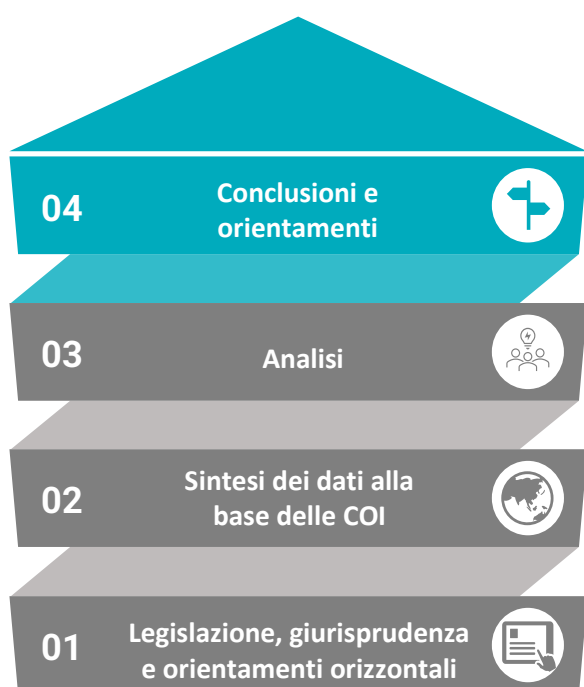 04
Conclusioni e
orientamenti
03
Analisi
02
Sintesi dei dati alla
base delle COI
01
Legislazione, giurisprudenza
e orientamenti orizzontali